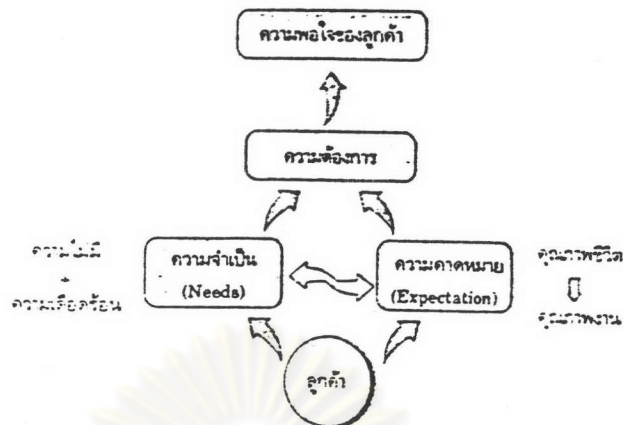 ความพอใจของลูกค้า
ความต้องการ
ความไม่มี
+
ความเดือดร้อน
ความจำเป็น
(Needs)
ความคาดหมาย
(Expectation)
คุณภาพชีวิต
คุณภาพงาน
ลูกค้า